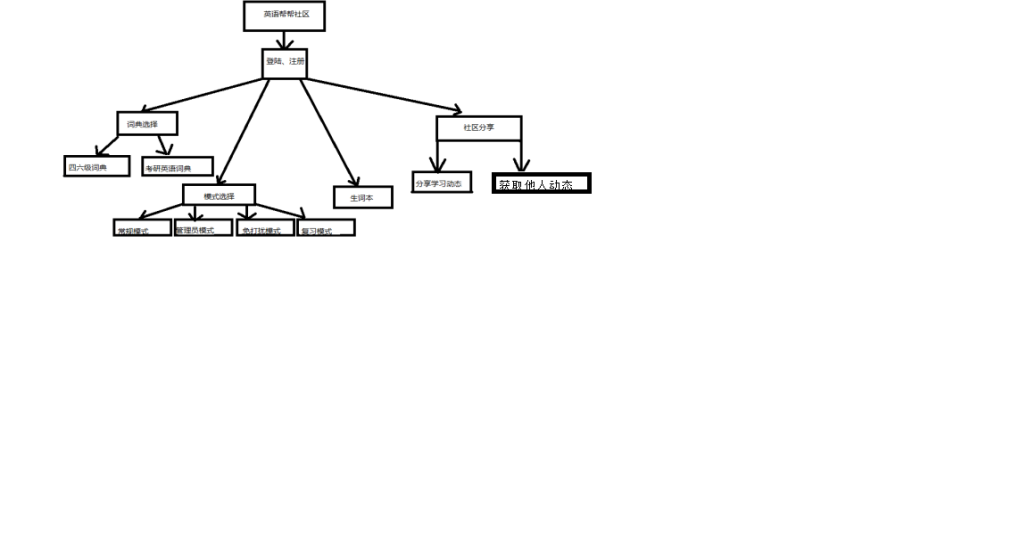 英语帮帮社区
登陆、注册
词典选择
社区分享
四六级词典
考研英语词典
分享学习动态
获取他人动态
模式选择
生词本
常规模式
管理员模式
免打扰模式
复习模式